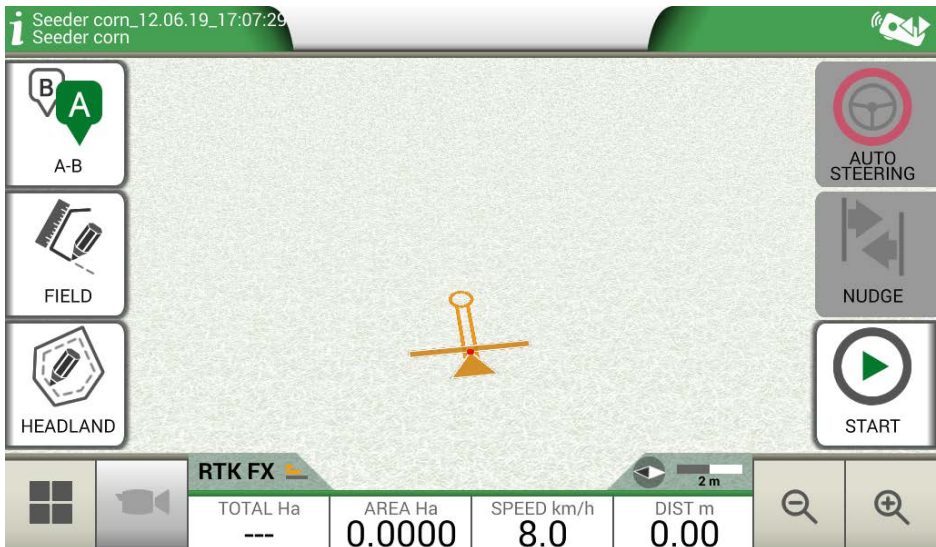 Seeder corn_12.06.19_17:07:29
Seeder corn
B
A
A-B
AUTO
STEERING
FIELD
NUDGE
HEADLAND
START
RTK FX
2 m
TOTAL Ha
AREA Ha
SPEED km/h
DIST m
---
0.0000
8.0
0.00